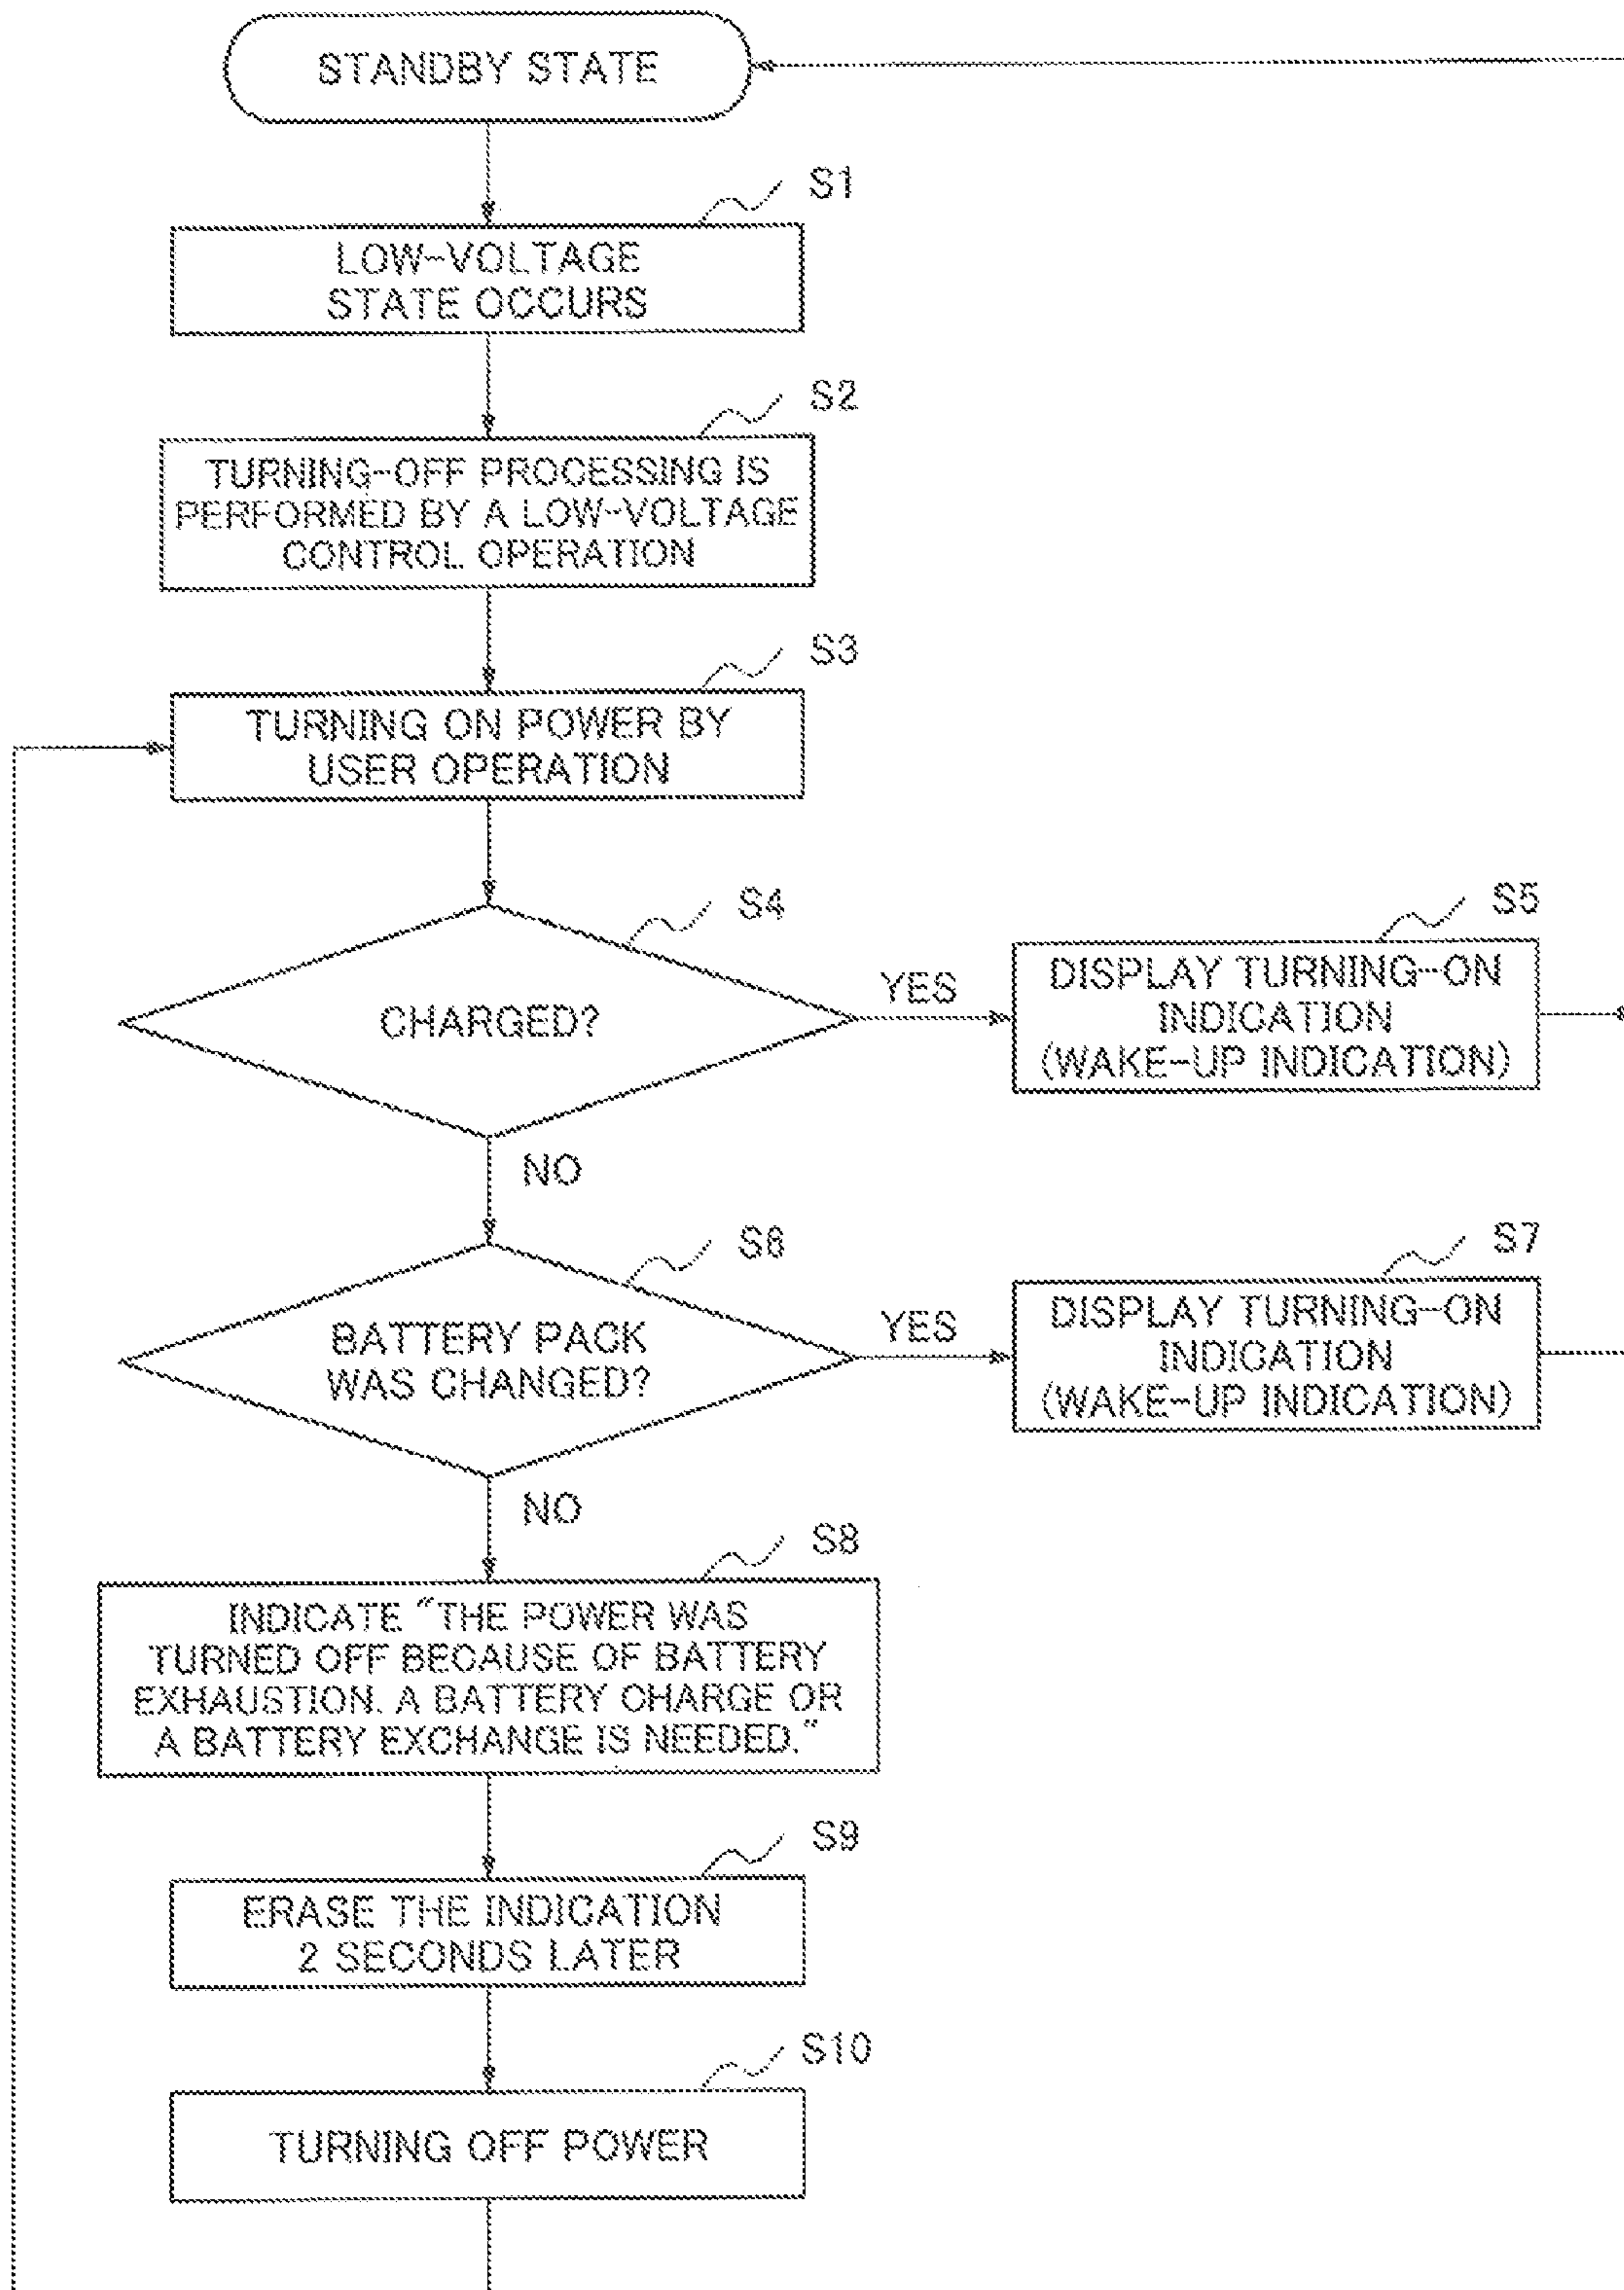 STANDBY STATE
S1
LOW-VOLTAGE
STATE OCCURS
S2
TURNING-OFF PROCESSING IS
PERFORMED BY A LOW-VOLTAGE
CONTROL OPERATION
S3
TURNING ON POWER BY
USER OPERATION
S4
CHARGED?
YES
S5
DISPLAY TURNING-ON
INDICATION
(WAKE-UP INDICATION)
NO
S6
BATTERY PACK
WAS CHANGED?
YES
S7
DISPLAY TURNING-ON
INDICATION
(WAKE-UP INDICATION)
NO
S8
INDICATE "THE POWER WAS
TURNED OFF BECAUSE OF BATTERY
EXHAUSTION. A BATTERY CHARGE OR
A BATTERY EXCHANGE IS NEEDED."
S9
ERASE THE INDICATION
2 SECONDS LATER
S10
TURNING OFF POWER